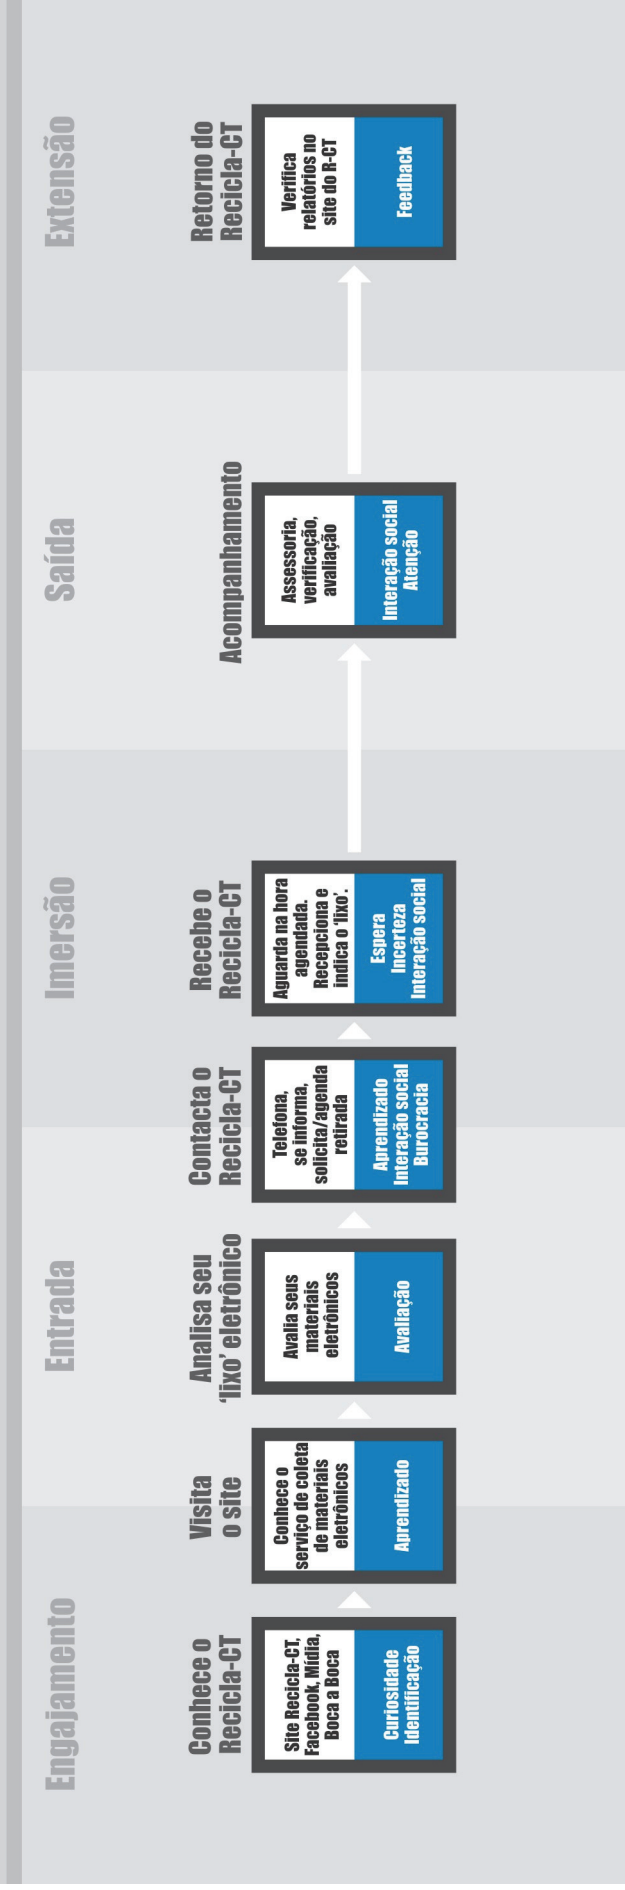 Engajamento
Entrada
Imersão
Saída
Extensão
Conhece o
Recicla-CT
Site Recicla-CT,
Facebook, Mídia,
Boca a Boca
Curiosidade
Identificação
Visita
o site
Conhece o
serviço de coleta
de materiais
eletrônicos
Aprendizado
Analisa seu
'lixo' eletrônico
Avalia seus
materiais
eletrônicos
Avaliação
Contacta o
Recicla-CT
Telefona,
se informa,
solicita/agenda
retirada
Aprendizado
Interação social
Burocracia
Recebe o
Recicla-CT
Aguarda na hora
agendada.
Recepciona e
indica o 'lixo'.
Espera
Incerteza
Interação social
Acompanhamento
Assessoria,
verificação,
avaliação
Interação social
Atenção
Retorno do
Recicla-CT
Verifica
relatórios no
site do R-CT
Feedback